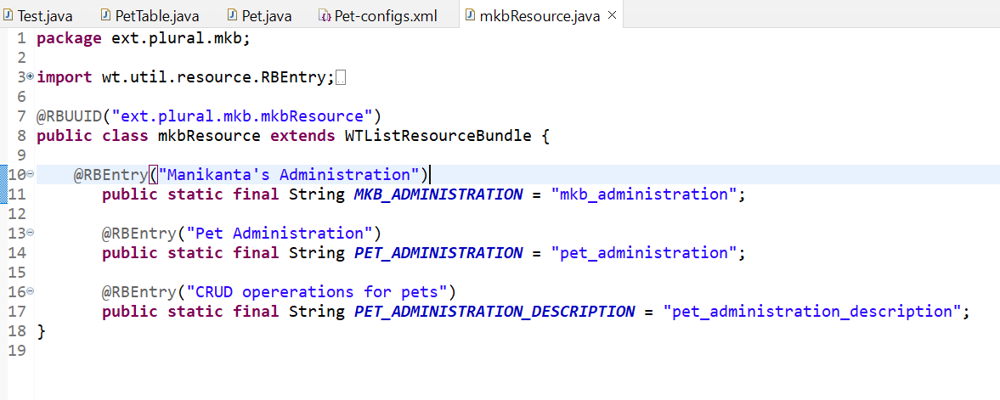 Test.java PetTable.java Pet.java Pet-configs.xml mkbResource.java
1 package ext.plural.mkb;
2
3 import wt.util.resource.RBEntry;
6
7 @RBUUID("ext.plural.mkb.mkbResource")
8 public class mkbResource extends WTListResourceBundle {
9
10 @RBEntry("Manikanta's Administration")
11 public static final String MKB_ADMINISTRATION = "mkb_administration";
12
13 @RBEntry("Pet Administration")
14 public static final String PET_ADMINISTRATION = "pet_administration";
15
16 @RBEntry("CRUD opererations for pets")
17 public static final String PET_ADMINISTRATION_DESCRIPTION = "pet_administration_description";
18 }
19